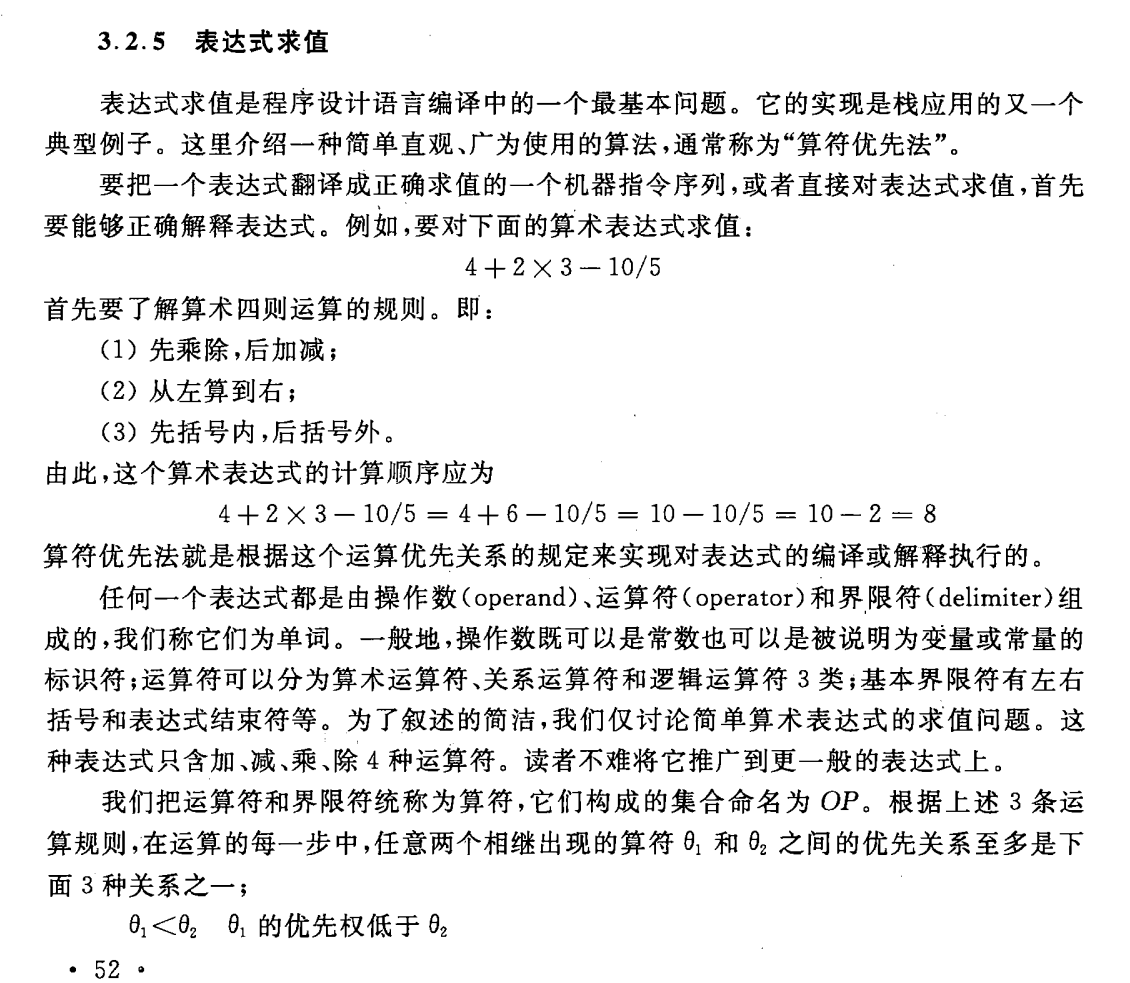 3.2.5 表达式求值
表达式求值是程序设计语言编译中的一个最基本问题。它的实现是栈应用的又一个
典型例子。这里介绍一种简单直观、广为使用的算法,通常称为“算符优先法”。
要把一个表达式翻译成正确求值的一个机器指令序列,或者直接对表达式求值,首先
要能够正确解释表达式。例如,要对下面的算术表达式求值:
4+2×3-10/5
首先要了解算术四则运算的规则。即:
(1) 先乘除,后加减;
(2) 从左算到右;
(3) 先括号内,后括号外。
由此,这个算术表达式的计算顺序应为
4+2×3-10/5=4+6-10/5=10-10/5=10-2=8
算符优先法就是根据这个运算优先关系的规定来实现对表达式的编译或解释执行的。
任何一个表达式都是由操作数(operand)、运算符(operator)和界限符(delimiter)组
成的,我们称它们为单词。一般地,操作数既可以是常数也可以是被说明为变量或常量的
标识符;运算符可以分为算术运算符、关系运算符和逻辑运算符 3 类;基本界限符有左右
括号和表达式结束符等。为了叙述的简洁,我们仅讨论简单算术表达式的求值问题。这
种表达式只含加、减、乘、除 4 种运算符。读者不难将它推广到更一般的表达式上。
我们把运算符和界限符统称为算符,它们构成的集合命名为 OP。根据上述 3 条运
算规则,在运算的每一步中,任意两个相继出现的算符 θ₁ 和 θ₂ 之间的优先关系至多是下
面 3 种关系之一;
θ₁<θ₂ θ₁ 的优先权低于 θ₂
• 52 •